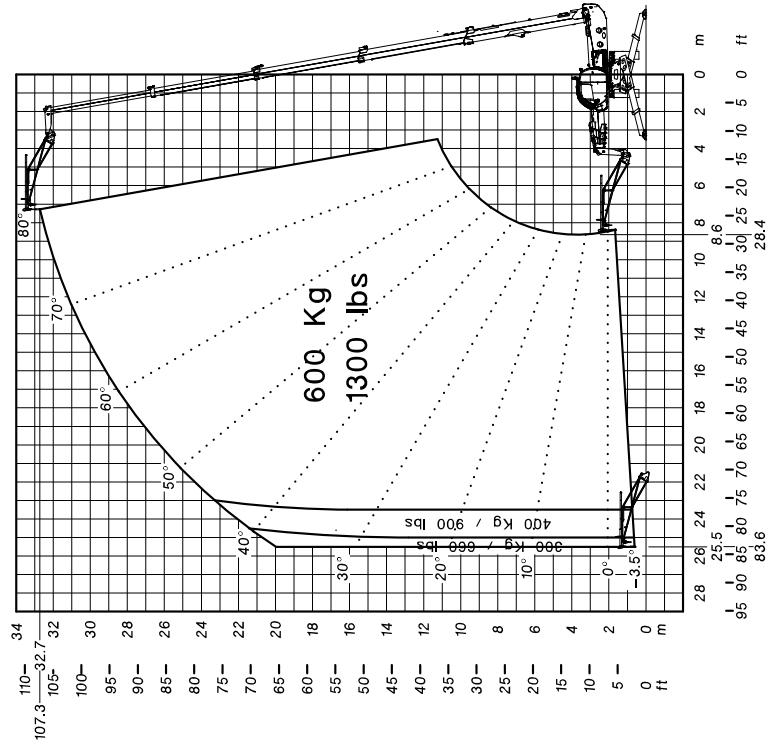 80°
70°
60°
50°
40°
30°
20°
10°
0°
-3.5°
600 Kg
1300 lbs
400 Kg / 900 lbs
300 Kg / 660 lbs
34 32 30 28 26 24 22 20 18 16 14 12 10 8 6 4 2 0 m
32.7
107.3
110 105 100 95 90 85 80 75 70 65 60 55 50 45 40 35 30 25 20 15 10 5 0 ft
28 26 24 22 20 18 16 14 12 10 8 6 4 2 0 m
25.5 8.6
95 90 85 80 75 70 65 60 55 50 45 40 35 30 25 20 15 10 5 0 ft
83.6 28.4